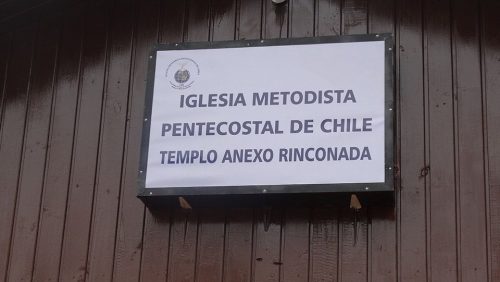 IGLESIA METODISTA
PENTECOSTAL DE CHILE
TEMPLO ANEXO RINCONADA